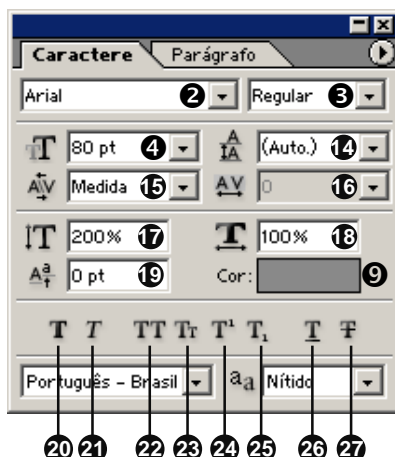 Caractere Parágrafo
Arial 2 Regular 3
80 pt 4 (Auto.) 14
Medida 15 0 16
200% 17 100% 18
0 pt 19 Cor: 9
T T TT TT T¹ T₁ T T
Português - Brasil aa Nítido
20 21 22 23 24 25 26 27